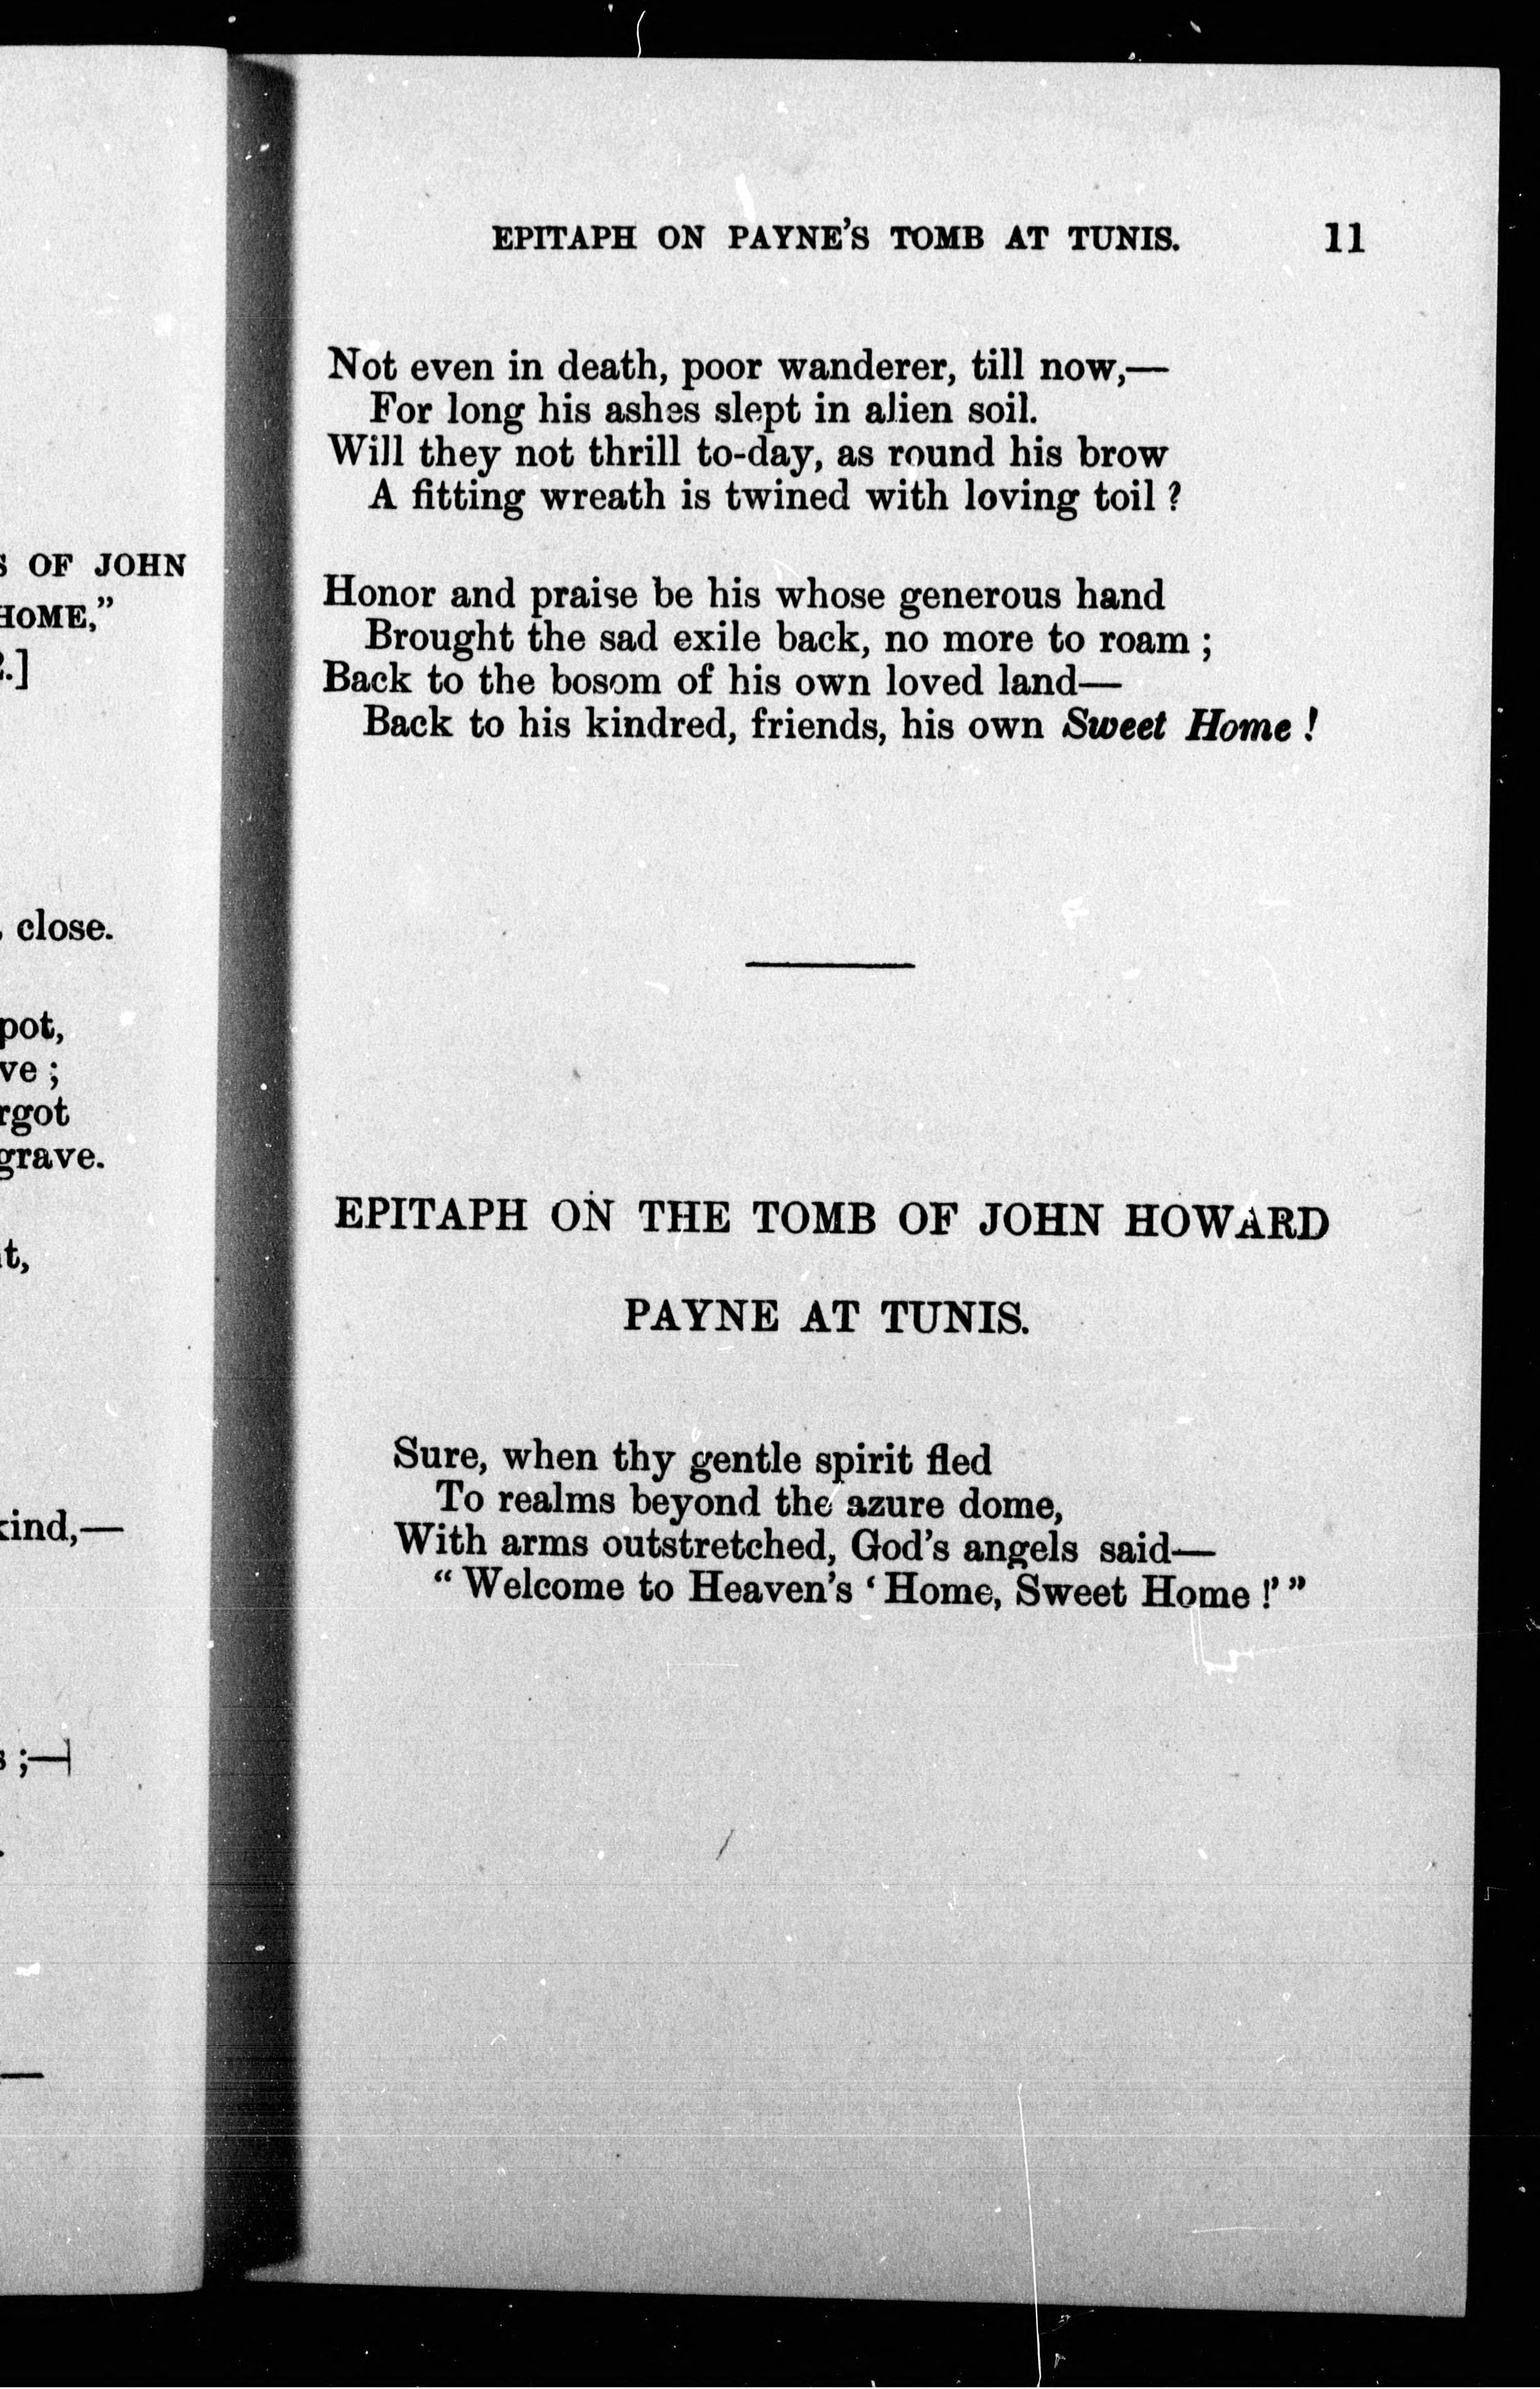 S OF JOHN
HOME,”
2.]
close.
pot,
ve ;
rgot
grave.
t,
kind,—
s ;—
—
EPITAPH ON PAYNE’S TOMB AT TUNIS. 11
Not even in death, poor wanderer, till now,—
For long his ashes slept in alien soil.
Will they not thrill to-day, as round his brow
A fitting wreath is twined with loving toil ?
Honor and praise be his whose generous hand
Brought the sad exile back, no more to roam ;
Back to the bosom of his own loved land—
Back to his kindred, friends, his own Sweet Home !
EPITAPH ON THE TOMB OF JOHN HOWARD
PAYNE AT TUNIS.
Sure, when thy gentle spirit fled
To realms beyond the azure dome,
With arms outstretched, God’s angels said—
“ Welcome to Heaven’s ‘ Home, Sweet Home !’ ”